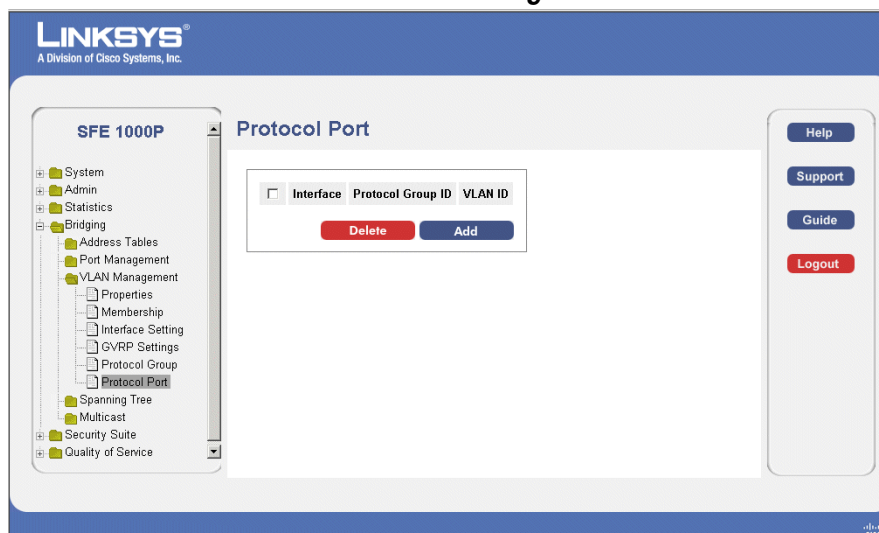 LINKSYS®
A Division of Cisco Systems, Inc.
SFE 1000P
System
Admin
Statistics
Bridging
Address Tables
Port Management
VLAN Management
Properties
Membership
Interface Setting
GVRP Settings
Protocol Group
Protocol Port
Spanning Tree
Multicast
Security Suite
Quality of Service
Protocol Port
Interface Protocol Group ID VLAN ID
Delete Add
Help
Support
Guide
Logout